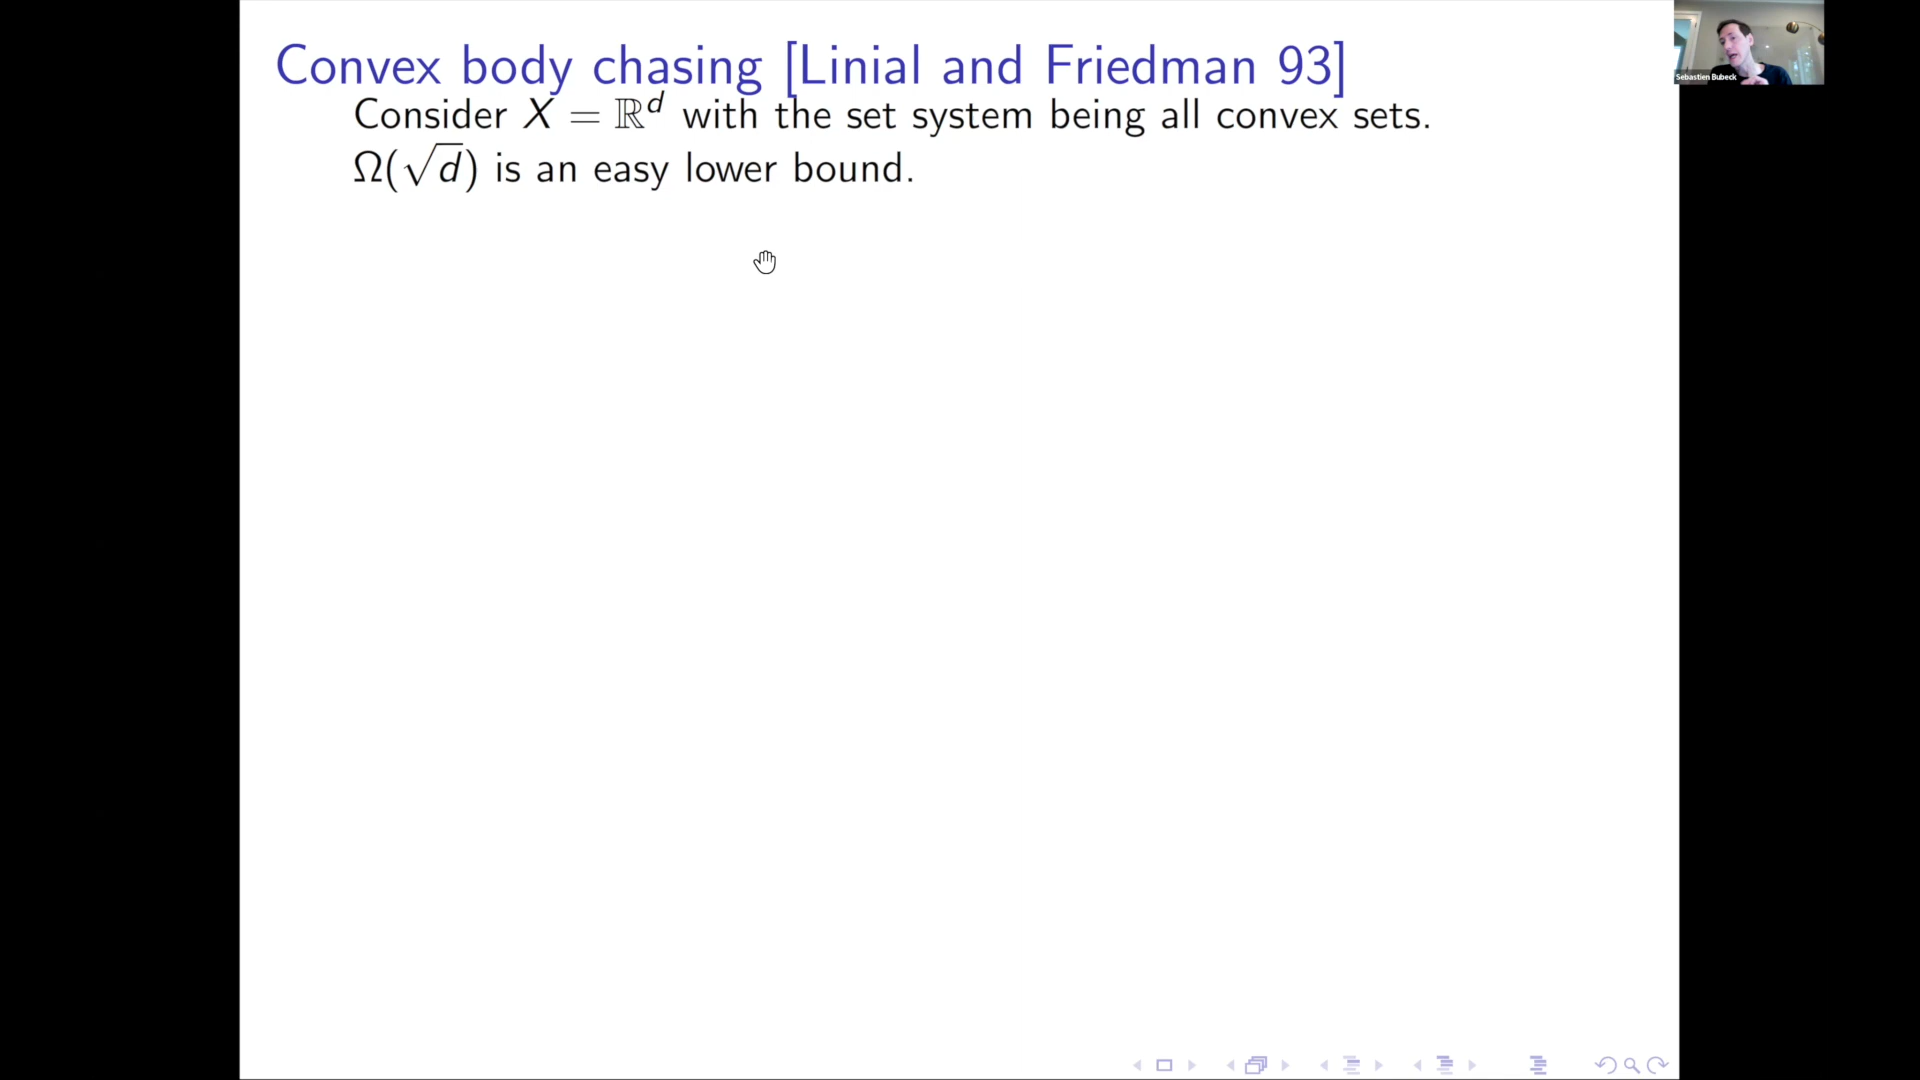 Convex body chasing [Linial and Friedman 93]
Consider X = ℝ^d with the set system being all convex sets.
Ω(√d) is an easy lower bound.
Sebastien Bubeck